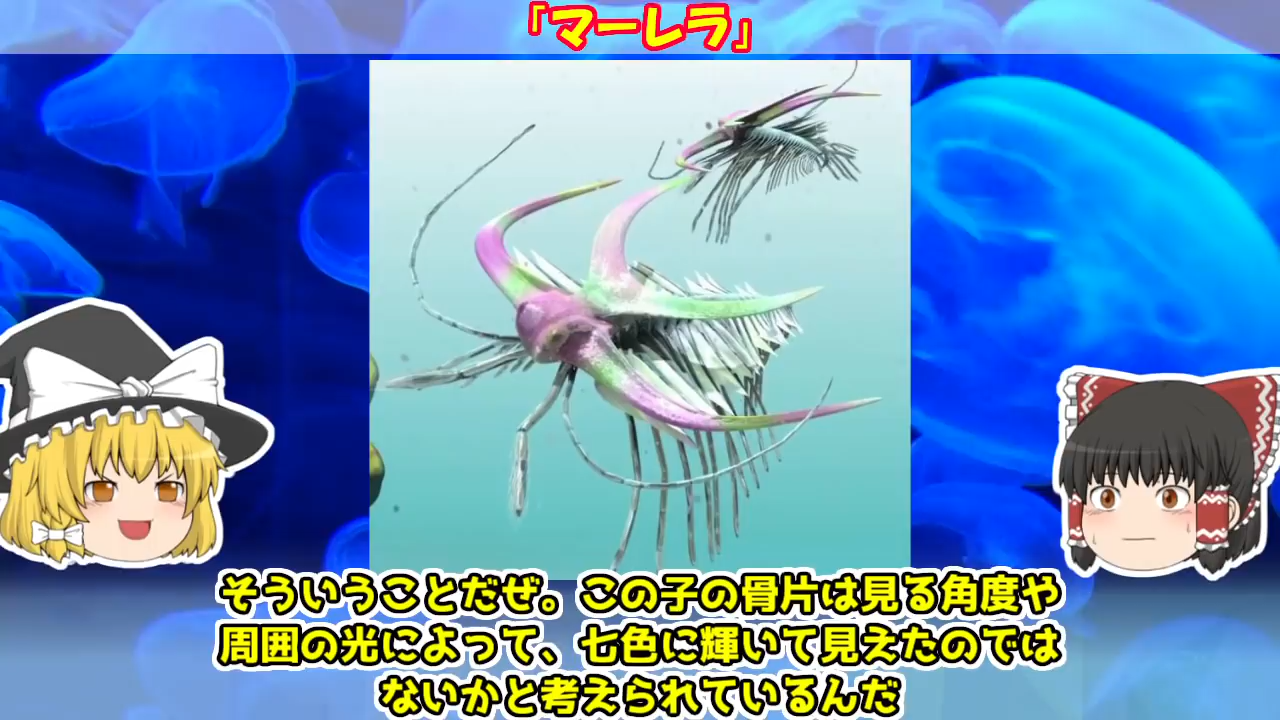 「マーレラ」
そういうことだぜ。この子の骨片は見る角度や
周囲の光によって、七色に輝いて見えたのでは
ないかと考えられているんだ